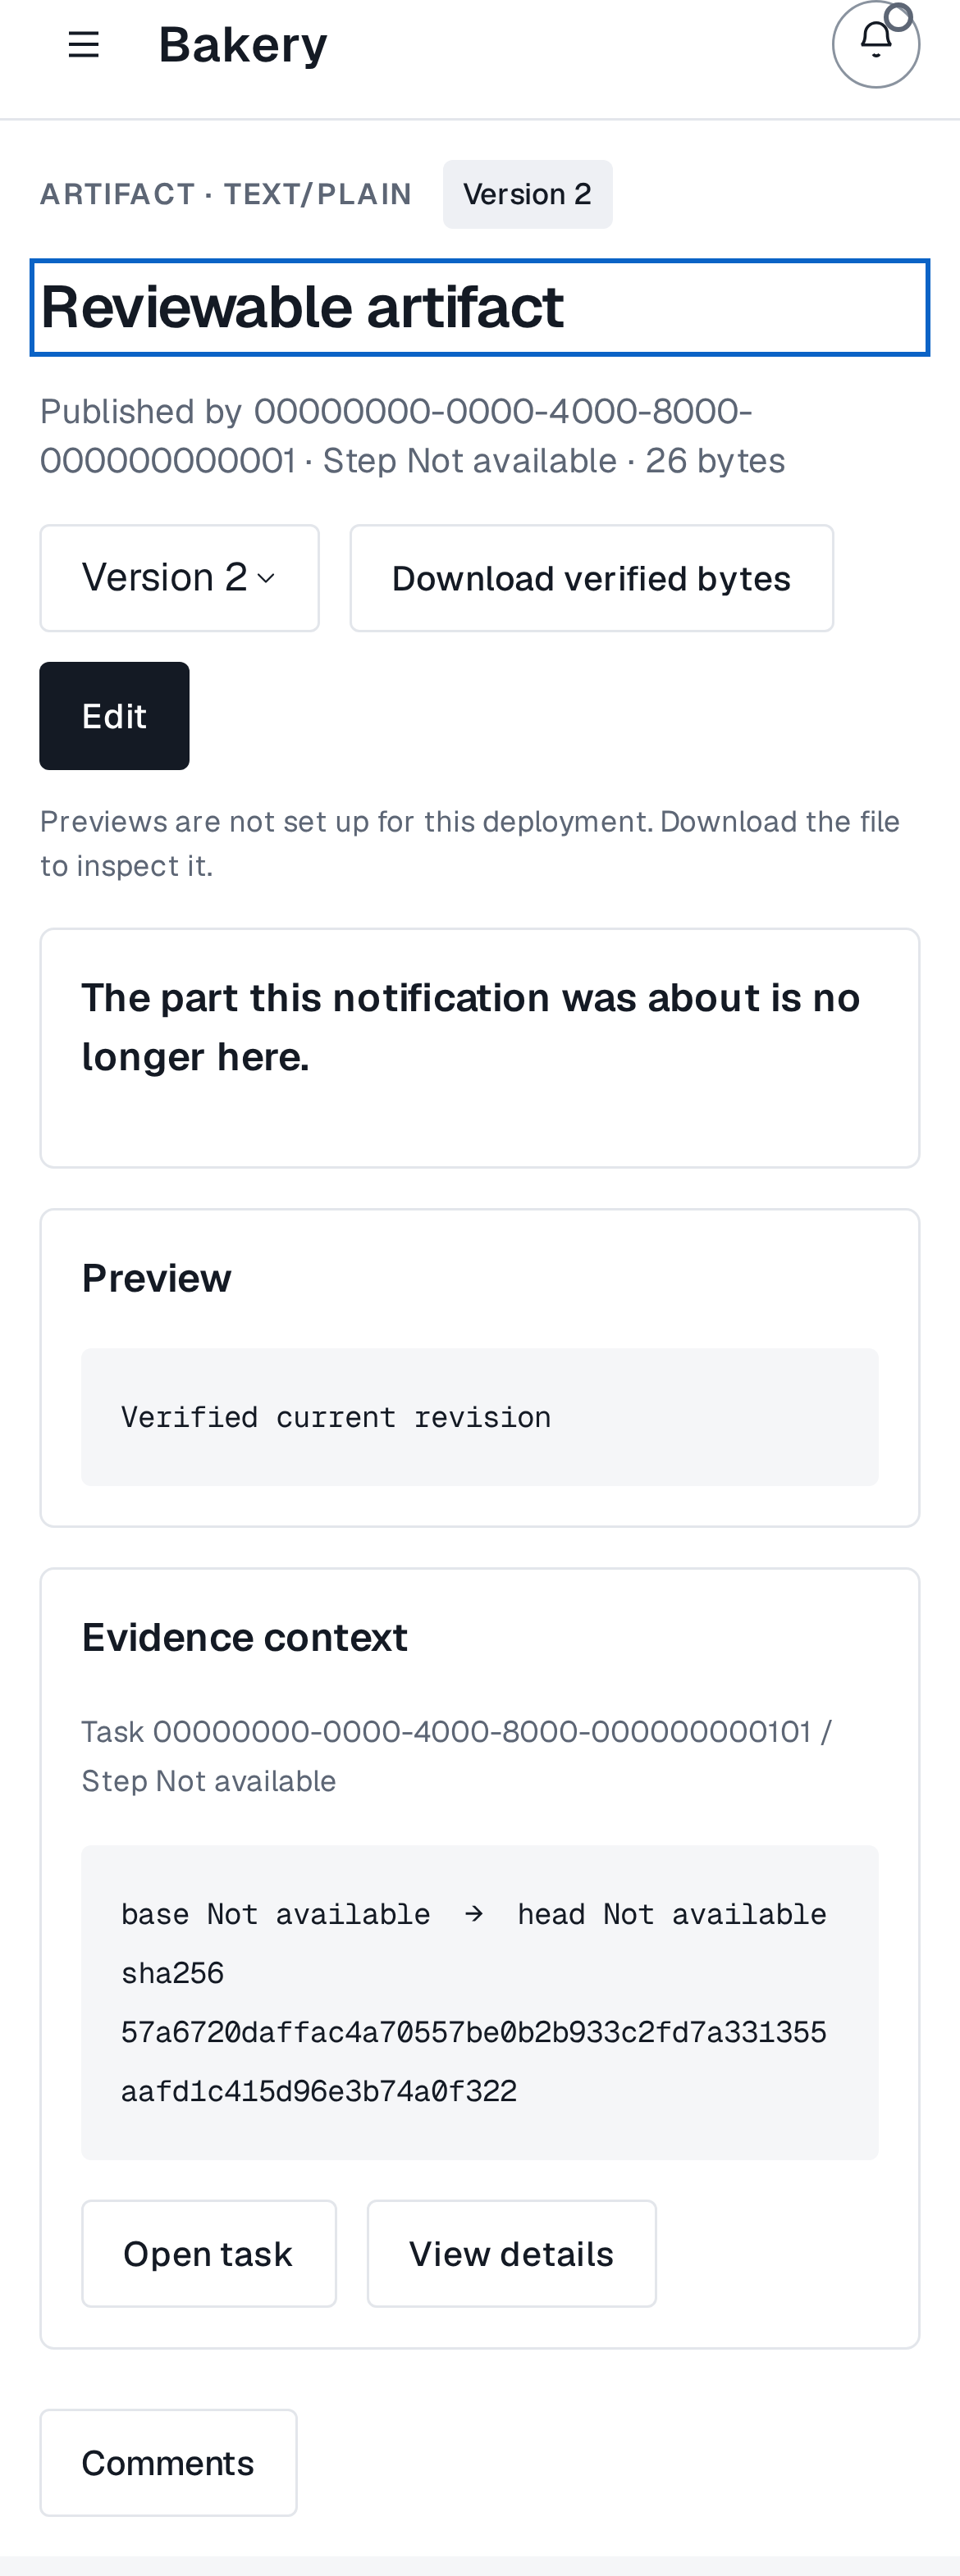 Bakery
ARTIFACT · TEXT/PLAIN
Version 2
Reviewable artifact
Published by 00000000-0000-4000-8000-
000000000001 · Step Not available · 26 bytes
Version 2
Download verified bytes
Edit
Previews are not set up for this deployment. Download the file
to inspect it.
The part this notification was about is no
longer here.
Preview
Verified current revision
Evidence context
Task 00000000-0000-4000-8000-000000000101 /
Step Not available
base Not available → head Not available
sha256
57a6720daffac4a70557be0b2b933c2fd7a331355
aafd1c415d96e3b74a0f322
Open task
View details
Comments